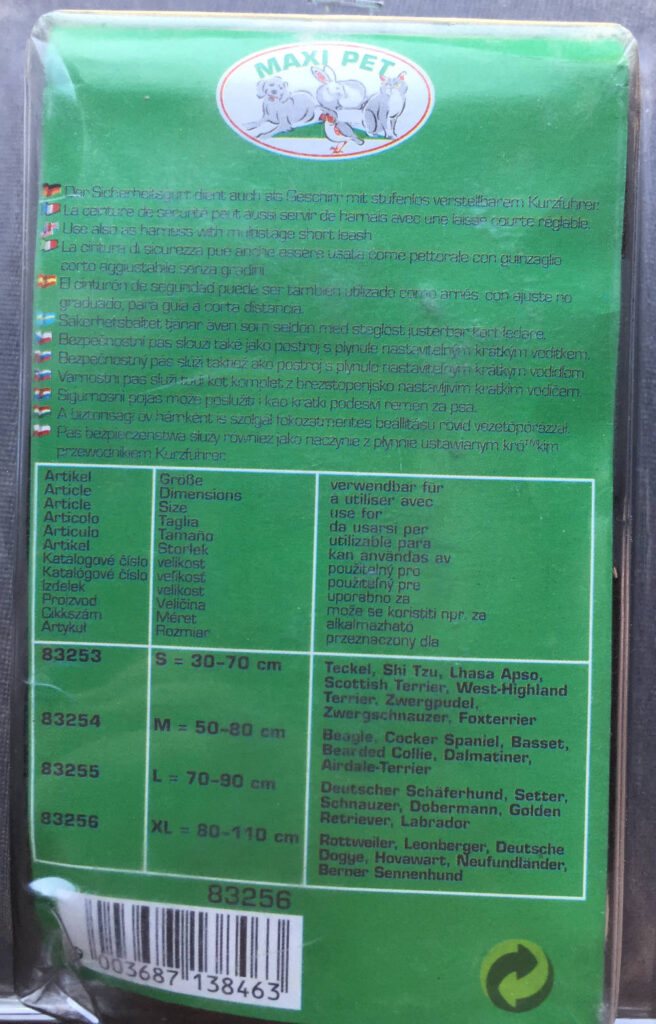 MAXI PET
Der Sicherheitsgurt dient auch als Geschirr mit stufenlos verstellbarem Kurzführer.
La ceinture de sécurité peut aussi servir de harnais avec une laisse courte réglable.
Use also as harness with multistage short leash
La cintura di sicurezza può anche essere usata come pettorale con guinzaglio
corto aggiustabile senza gradini.
El cinturón de seguridad puede ser también utilizado como arnés, con ajuste no
graduado, para guia a corta distancia.
Säkerhetsbältet tjänar även som seldon med steglöst justerbar kort ledare.
Bezpečnostní pas slouží také jako postroj s plynule nastavitelným krátkým vodítkem.
Bezpečnostný pás služi taktiež ako postroj s plynule nastaviteľným krátkym vodidlom.
Varnostni pas služi tudi kot komplet z brezstopenjsko nastavljivim kratkim vodičem.
Sigurnosni pojas može poslužiti i kao kratki podesivi remen za psa.
A biztonsági öv hámként is szolgál fokozatmentes beállítású rövid vezetőpórázzal.
Pas bezpieczenstwa służy rowniez jako naczynie z płynnie ustawianym kró™kim
przewodnikiem Kurzfuhrer.
Artikel
Article
Article
Articolo
Articulo
Artikel
Katalogové číslo
Katalógové číslo
Izdelek
Proizvod
Cikkszám
Artykuł
Große
Dimensions
Size
Taglia
Tamaño
Storlek
velikost
veľkosť
velikost
Veličina
Méret
Rozmiar
verwendbar für
a utiliser avec
use for
da usarsi per
utilizable para
kan användas av
použitelný pro
použiteľný pre
uporabno za
može se koristiti npr. za
alkalmazható
przeznaczony dla
83253
S = 30-70 cm
Teckel, Shi Tzu, Lhasa Apso,
Scottish Terrier, West-Highland
Terrier, Zwergpudel,
Zwergschnauzer, Foxterrier
83254
M = 50-80 cm
Beagle, Cocker Spaniel, Basset,
Bearded Collie, Dalmatiner,
Airdale-Terrier
83255
L = 70-90 cm
Deutscher Schäferhund, Setter,
Schnauzer, Dobermann, Golden
Retriever, Labrador
83256
XL = 80-110 cm
Rottweiler, Leonberger, Deutsche
Dogye, Hovawart, Neufundländer,
Berner Sennenhund
83256
003687 138463